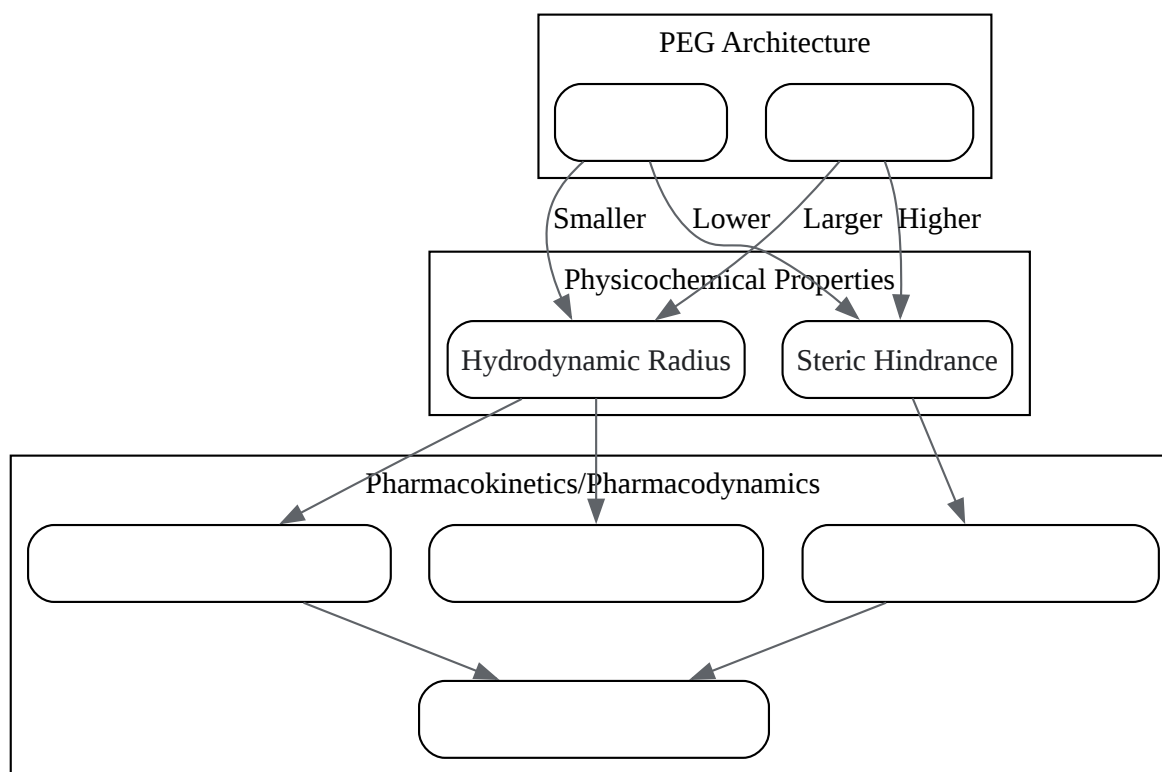 PEG Architecture
Smaller
Lower
Larger
Higher
Physicochemical Properties
Hydrodynamic Radius
Steric Hindrance
Pharmacokinetics/Pharmacodynamics